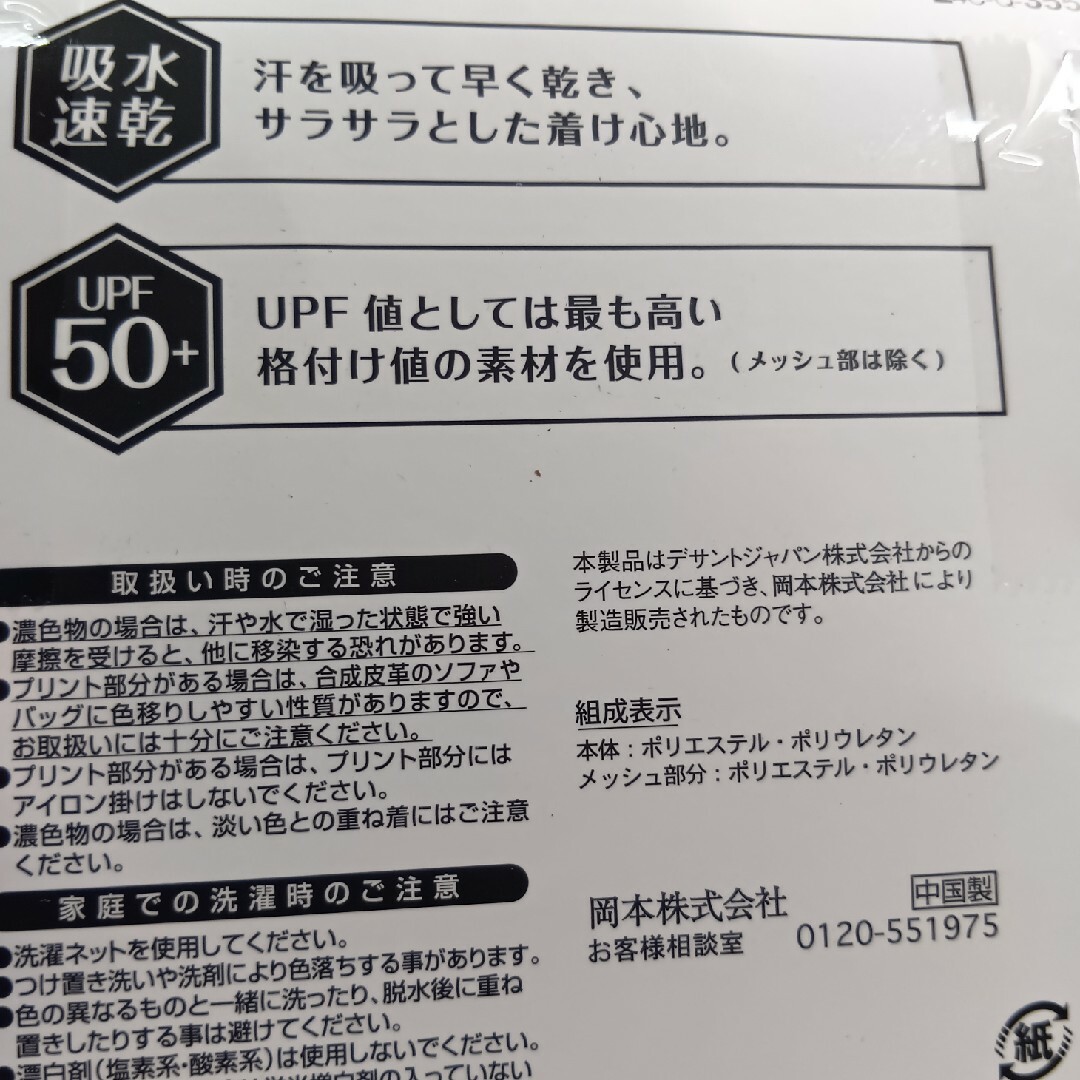 吸水
速乾
汗を吸って早く乾き、
サラサラとした着け心地。
UPF
50+
UPF 値としては最も高い
格付け値の素材を使用。(メッシュ部は除く)
取扱い時のご注意
●濃色物の場合は、汗や水で湿った状態で強い
摩擦を受けると、他に移染する恐れがあります。
●プリント部分がある場合は、合成皮革のソファや
バッグに色移りしやすい性質がありますので、
お取扱いには十分にご注意ください。
●プリント部分がある場合は、プリント部分には
アイロン掛けはしないでください。
●濃色物の場合は、淡い色との重ね着にはご注意
ください。
家庭での洗濯時のご注意
●洗濯ネットを使用してください。
●つけ置き洗いや洗剤により色落ちする事があります。
●色の異なるものと一緒に洗ったり、脱水後に重ね
置きしたりする事は避けてください。
●漂白剤(塩素系・酸素系)は使用しないでください。
本製品はデサントジャパン株式会社からの
ライセンスに基づき、岡本株式会社により
製造販売されたものです。
組成表示
本体:ポリエステル・ポリウレタン
メッシュ部分:ポリエステル・ポリウレタン
岡本株式会社 中国製
お客様相談室 0120-551975
紙